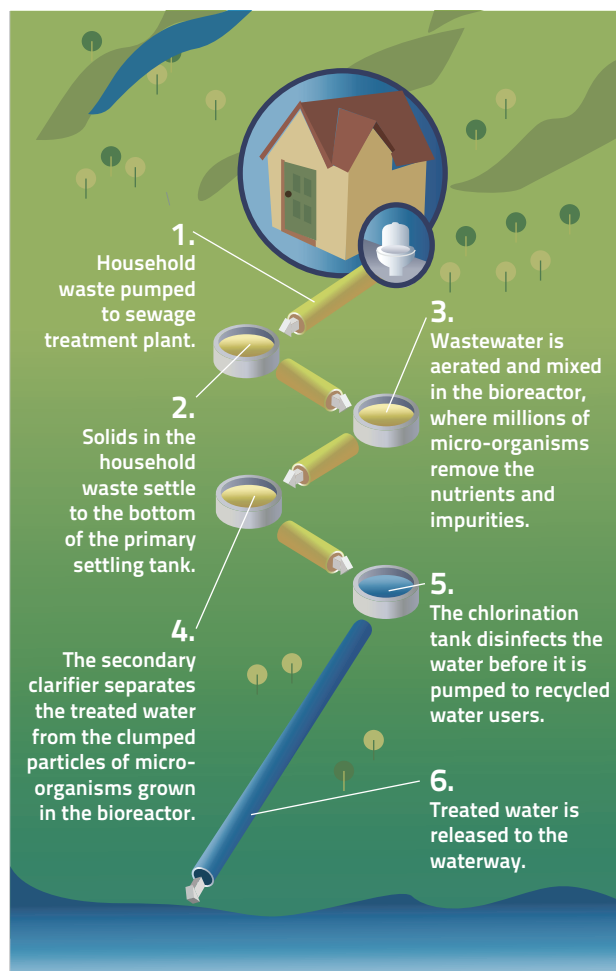 1.
Household
waste pumped
to sewage
treatment plant.
2.
Solids in the
household
waste settle
to the bottom
of the primary
settling tank.
3.
Wastewater is
aerated and mixed
in the bioreactor,
where millions of
micro-organisms
remove the
nutrients and
impurities.
4.
The secondary
clarifier separates
the treated water
from the clumped
particles of micro-
organisms grown
in the bioreactor.
5.
The chlorination
tank disinfects the
water before it is
pumped to recycled
water users.
6.
Treated water is
released to the
waterway.